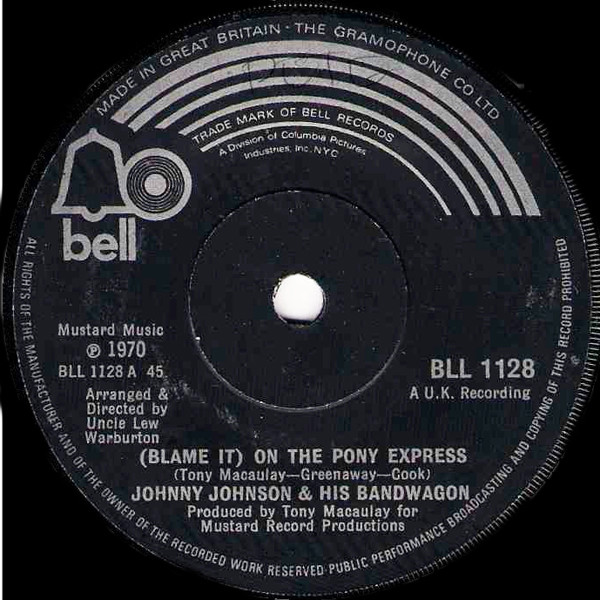 MADE IN GREAT BRITAIN · THE GRAMOPHONE CO LTD
TRADE MARK OF BELL RECORDS
A Division of Columbia Pictures
Industries, Inc. NYC
bell
Mustard Music
℗ 1970
BLL 1128 A 45
Arranged &
Directed by
Uncle Lew
Warburton
BLL 1128
A U.K. Recording
(BLAME IT) ON THE PONY EXPRESS
(Tony Macaulay—Greenaway—Cook)
JOHNNY JOHNSON & HIS BANDWAGON
Produced by Tony Macaulay for
Mustard Record Productions
ALL RIGHTS OF THE MANUFACTURER AND OF THE OWNER OF THE RECORDED WORK RESERVED·PUBLIC PERFORMANCE BROADCASTING AND COPYING OF THIS RECORD PROHIBITED